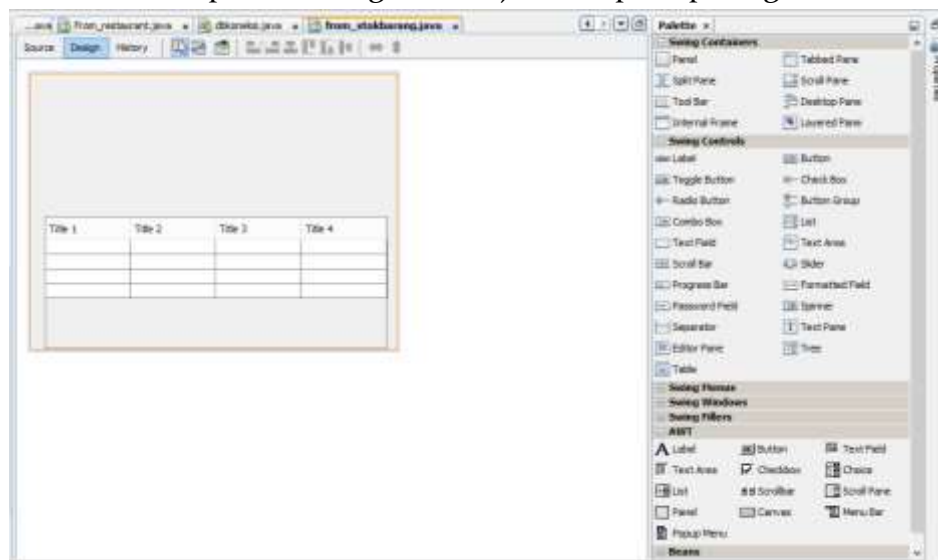 From_restaurant.java dbkoneksi.java from_stokbarang.java
Palette
Source Design History
Swing Containers
Panel Tabbed Pane
Split Pane Scroll Pane
Tool Bar Desktop Pane
Internal Frame Layered Pane
Swing Controls
Label Button
Toggle Button Check Box
Radio Button Button Group
Combo Box List
Text Field Text Area
Scroll Bar Slider
Progress Bar Formatted Field
Password Field Spinner
Separator Text Pane
Editor Pane Tree
Table
Title 1 Title 2 Title 3 Title 4
Swing Menus
Swing Windows
Swing Fillers
AWT
Label Button Text Field
Text Area Checkbox Choice
List Scrollbar Scroll Pane
Panel Canvas Menu Bar
Popup Menu
Beans